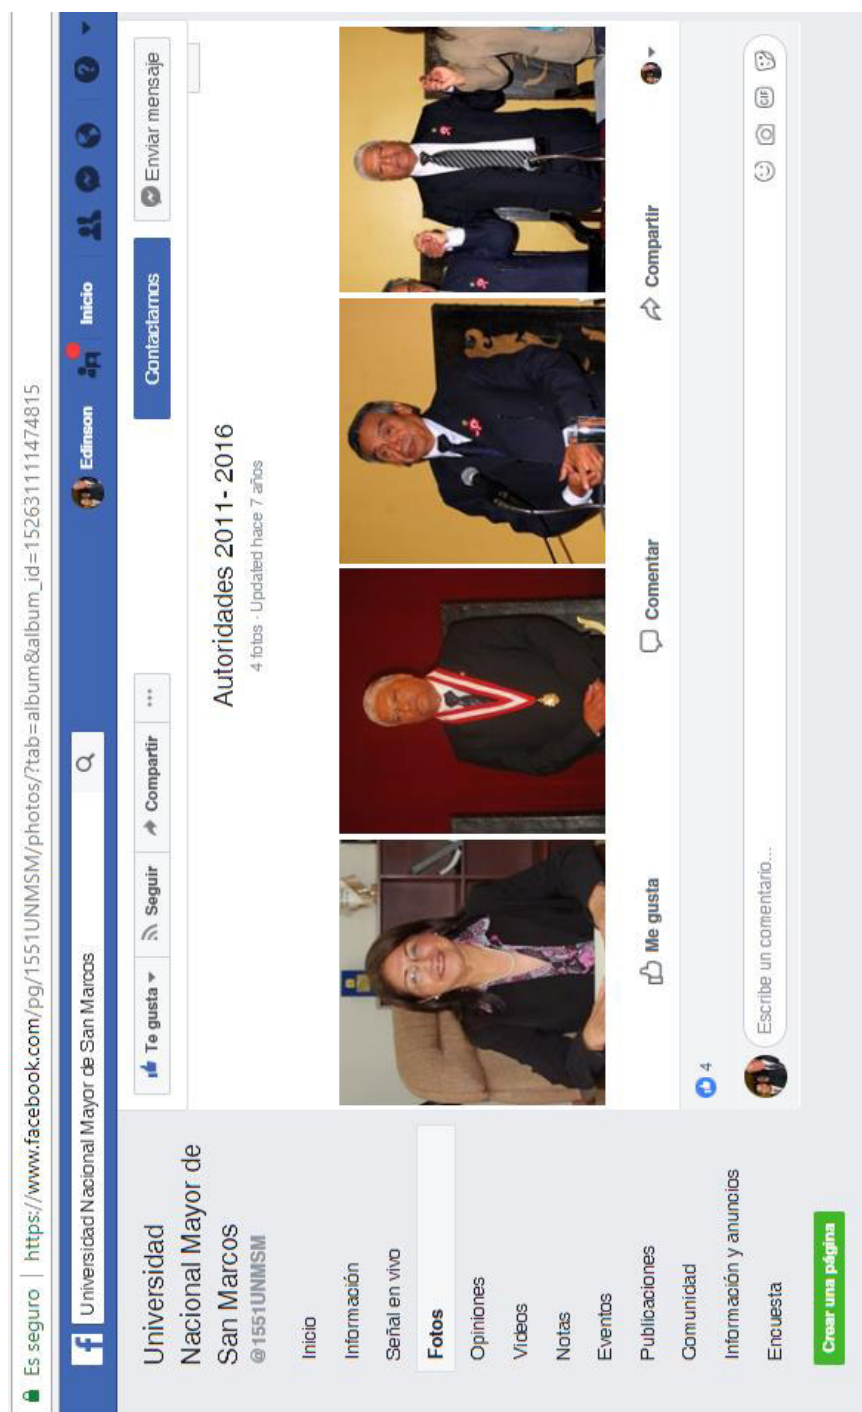 Es seguro | https://www.facebook.com/pg/1551UNMSM/photos/?tab=album&album_id=152631111474815
f Universidad Nacional Mayor de San Marcos
Edinson
Inicio
Universidad
Nacional Mayor de
San Marcos
@1551UNMSM
Inicio
Información
Señal en vivo
Fotos
Opiniones
Videos
Notas
Eventos
Publicaciones
Comunidad
Información y anuncios
Encuesta
Crear una página
Te gusta
Seguir
Compartir
Contactarnos
Enviar mensaje
Autoridades 2011- 2016
4 fotos · Updated hace 7 años
Me gusta
Comentar
Compartir
4
Escribe un comentario...
GIF